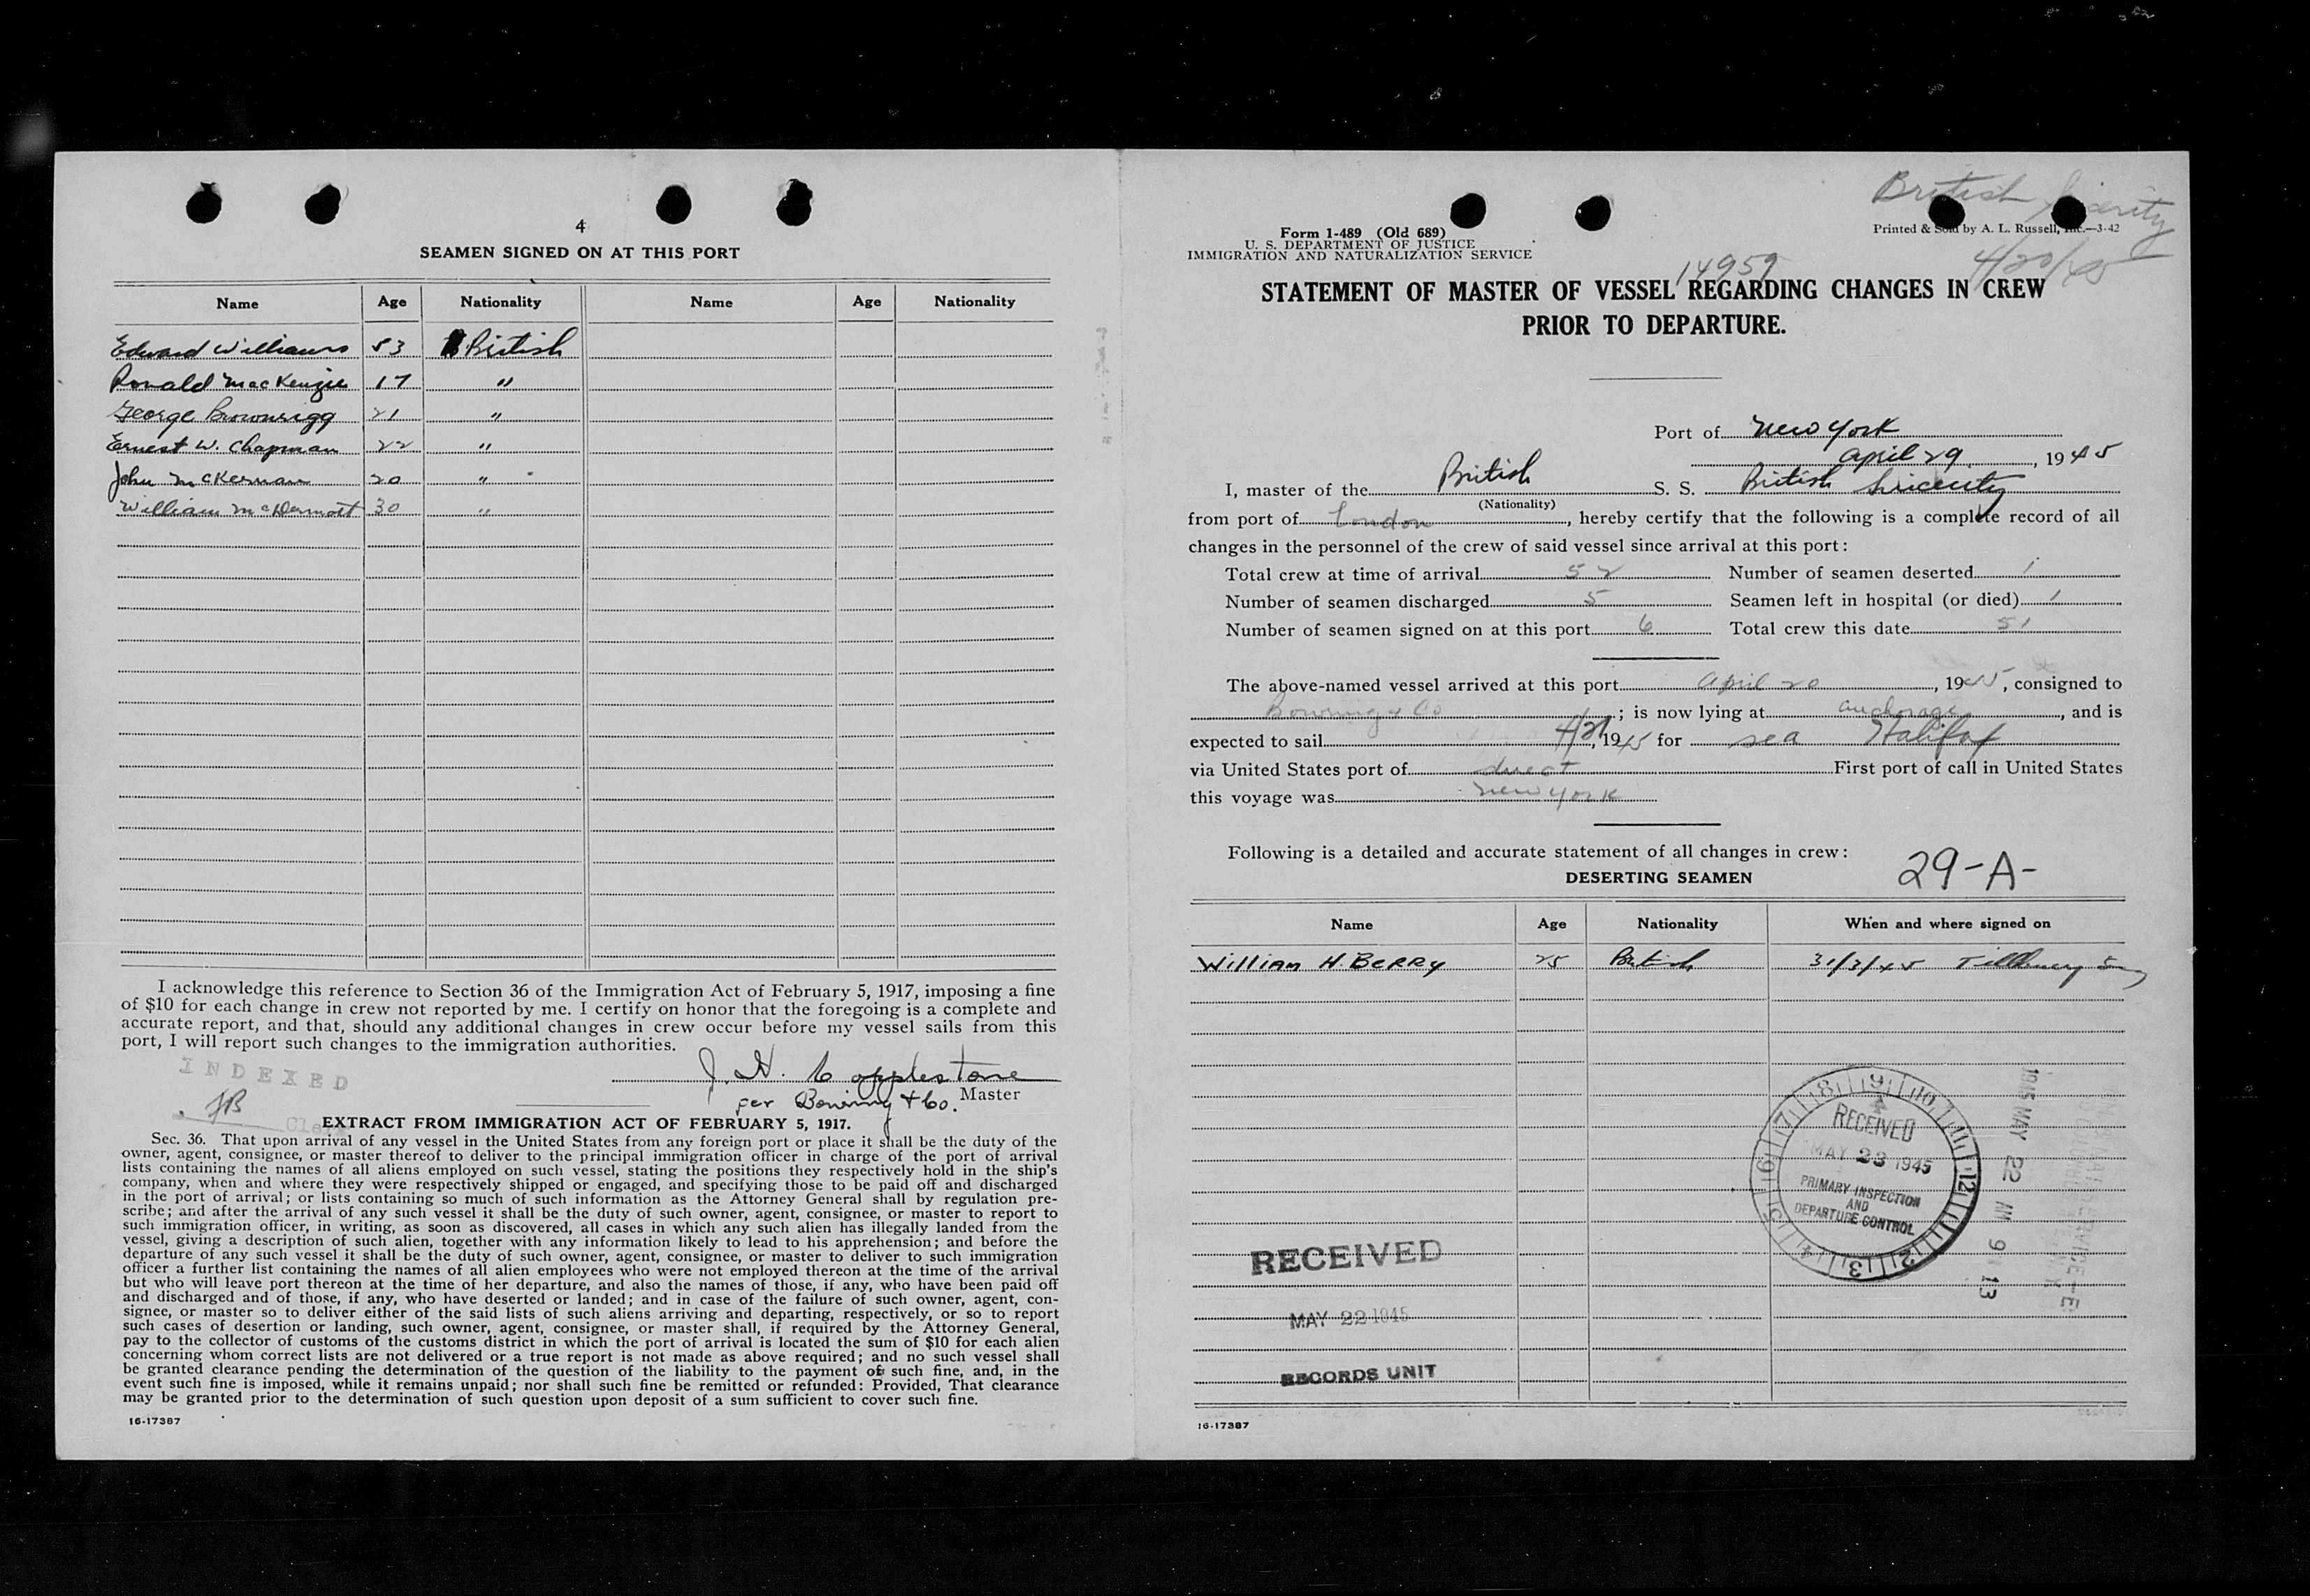 4
SEAMEN SIGNED ON AT THIS PORT
Name Age Nationality Name Age Nationality
Edward Williams 53 British
Ronald MacKenzie 17 "
George Brownrigg 21 "
Ernest W. Chapman 22 "
John McKernan 20 "
William McDermott 30 "
I acknowledge this reference to Section 36 of the Immigration Act of February 5, 1917, imposing a fine
of $10 for each change in crew not reported by me. I certify on honor that the foregoing is a complete and
accurate report, and that, should any additional changes in crew occur before my vessel sails from this
port, I will report such changes to the immigration authorities.
INDEXED
J. H. Copplestone
per Bowring & Co. Master
JB
Clerk
EXTRACT FROM IMMIGRATION ACT OF FEBRUARY 5, 1917.
Sec. 36. That upon arrival of any vessel in the United States from any foreign port or place it shall be the duty of the
owner, agent, consignee, or master thereof to deliver to the principal immigration officer in charge of the port of arrival
lists containing the names of all aliens employed on such vessel, stating the positions they respectively hold in the ship's
company, when and where they were respectively shipped or engaged, and specifying those to be paid off and discharged
in the port of arrival; or lists containing so much of such information as the Attorney General shall by regulation pre-
scribe; and after the arrival of any such vessel it shall be the duty of such owner, agent, consignee, or master to report to
such immigration officer, in writing, as soon as discovered, all cases in which any such alien has illegally landed from the
vessel, giving a description of such alien, together with any information likely to lead to his apprehension; and before the
departure of any such vessel it shall be the duty of such owner, agent, consignee, or master to deliver to such immigration
officer a further list containing the names of all alien employees who were not employed thereon at the time of the arrival
but who will leave port thereon at the time of her departure, and also the names of those, if any, who have been paid off
and discharged and of those, if any, who have deserted or landed; and in case of the failure of such owner, agent, con-
signee, or master so to deliver either of the said lists of such aliens arriving and departing, respectively, or so to report
such cases of desertion or landing, such owner, agent, consignee, or master shall, if required by the Attorney General,
pay to the collector of customs of the customs district in which the port of arrival is located the sum of $10 for each alien
concerning whom correct lists are not delivered or a true report is not made as above required; and no such vessel shall
be granted clearance pending the determination of the question of the liability to the payment of such fine, and, in the
event such fine is imposed, while it remains unpaid; nor shall such fine be remitted or refunded: Provided, That clearance
may be granted prior to the determination of such question upon deposit of a sum sufficient to cover such fine.
16-17387
British Sincerity
4/20/45
Form I-489 (Old 689)
U. S. DEPARTMENT OF JUSTICE
IMMIGRATION AND NATURALIZATION SERVICE
Printed & Sold by A. L. Russell, Inc.—3-42
14959
STATEMENT OF MASTER OF VESSEL REGARDING CHANGES IN CREW
PRIOR TO DEPARTURE.
Port of New York
April 29, 1945
I, master of the British S. S. British Sincerity
(Nationality)
from port of London, hereby certify that the following is a complete record of all
changes in the personnel of the crew of said vessel since arrival at this port:
Total crew at time of arrival 52 Number of seamen deserted 1
Number of seamen discharged 5 Seamen left in hospital (or died) 1
Number of seamen signed on at this port 6 Total crew this date 51
The above-named vessel arrived at this port April 20, 1945, consigned to
Bowring & Co; is now lying at anchorage, and is
expected to sail 4/21, 1945 for sea Halifax
via United States port of direct First port of call in United States
this voyage was New York
Following is a detailed and accurate statement of all changes in crew:
DESERTING SEAMEN
29-A-
Name Age Nationality When and where signed on
William H. Berry 25 British 31/3/45
RECEIVED
MAY 23 1945
PRIMARY INSPECTION
AND
DEPARTURE CONTROL
1945 MAY 22 AM 9 13
RECEIVED
MAY 22 1945
RECORDS UNIT
16-17387